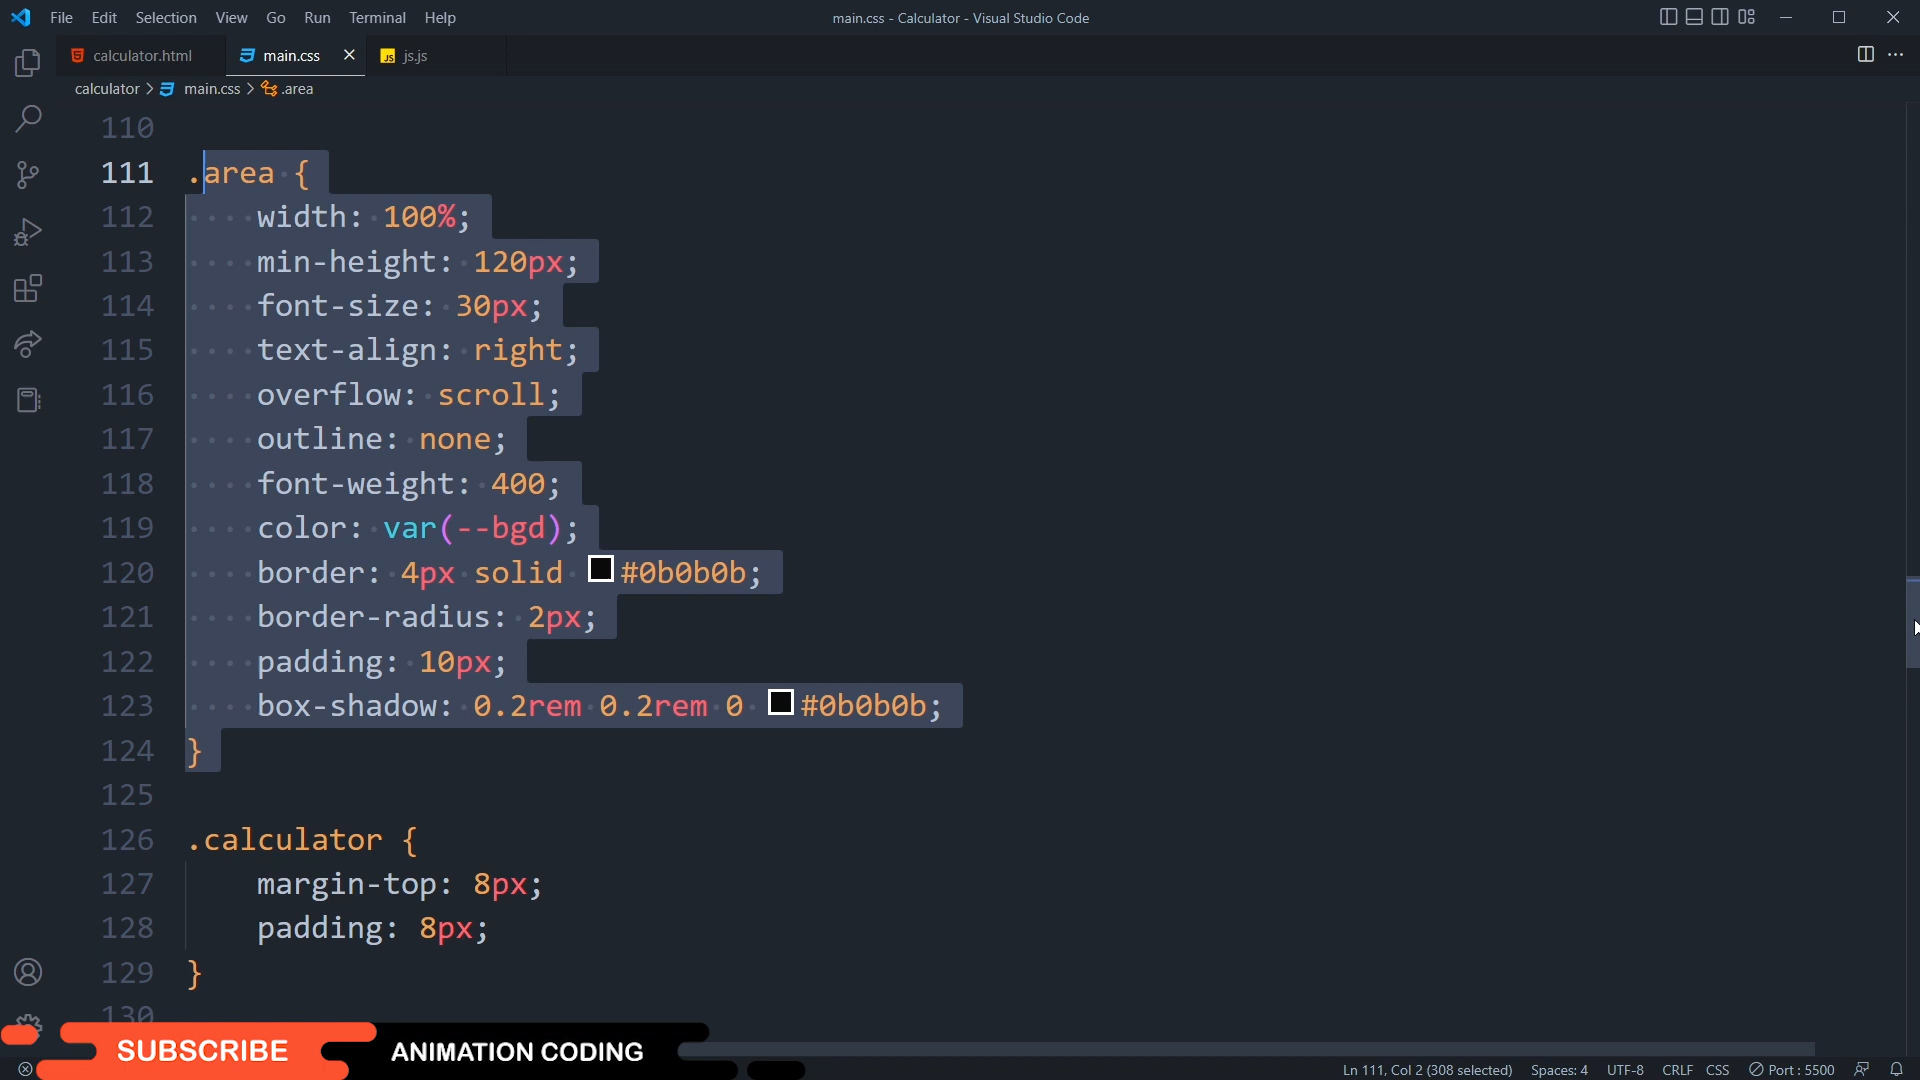 File Edit Selection View Go Run Terminal Help
main.css - Calculator - Visual Studio Code
calculator.html
main.css
JS js.js
calculator > main.css > .area
110
111 .area {
112 width: 100%;
113 min-height: 120px;
114 font-size: 30px;
115 text-align: right;
116 overflow: scroll;
117 outline: none;
118 font-weight: 400;
119 color: var(--bgd);
120 border: 4px solid #0b0b0b;
121 border-radius: 2px;
122 padding: 10px;
123 box-shadow: 0.2rem 0.2rem 0 #0b0b0b;
124 }
125
126 .calculator {
127 margin-top: 8px;
128 padding: 8px;
129 }
130
SUBSCRIBE
ANIMATION CODING
Ln 111, Col 2 (308 selected) Spaces: 4 UTF-8 CRLF CSS Port : 5500